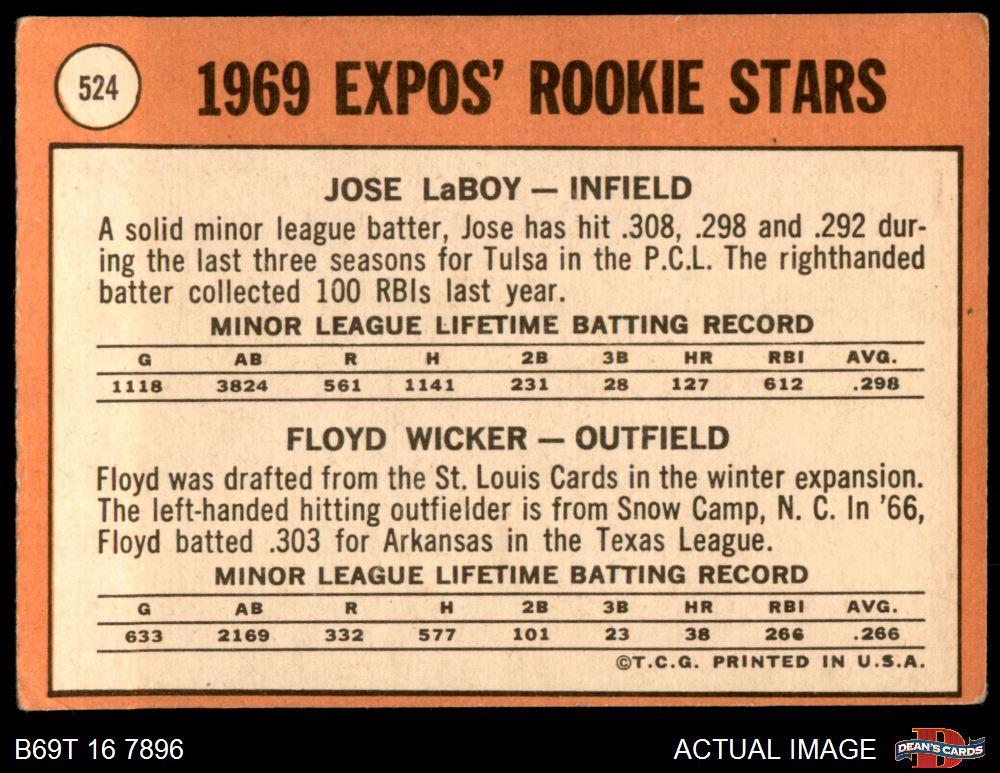 524
1969 EXPOS' ROOKIE STARS
JOSE LaBOY — INFIELD
A solid minor league batter, Jose has hit .308, .298 and .292 dur-
ing the last three seasons for Tulsa in the P.C.L. The righthanded
batter collected 100 RBIs last year.
MINOR LEAGUE LIFETIME BATTING RECORD
G AB R H 2B 3B HR RBI AVG.
1118 3824 561 1141 231 28 127 612 .298
FLOYD WICKER — OUTFIELD
Floyd was drafted from the St. Louis Cards in the winter expansion.
The left-handed hitting outfielder is from Snow Camp, N. C. In '66,
Floyd batted .303 for Arkansas in the Texas League.
MINOR LEAGUE LIFETIME BATTING RECORD
G AB R H 2B 3B HR RBI AVG.
633 2169 332 577 101 23 38 266 .266
©T.C.G. PRINTED IN U.S.A.
B69T 16 7896
ACTUAL IMAGE
D
DEAN'S CARDS